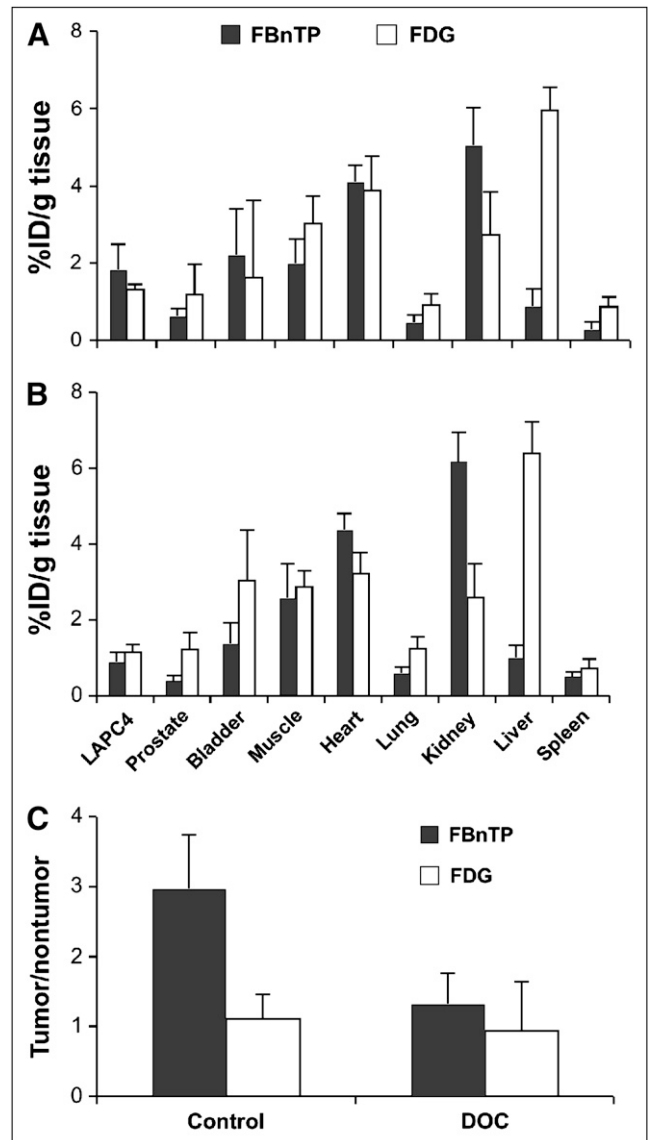 A
FBnTP
FDG
8
6
4
2
0
%ID/g tissue
B
8
6
4
2
0
%ID/g tissue
LAPC4
Prostate
Bladder
Muscle
Heart
Lung
Kidney
Liver
Spleen
C
4
3
2
1
0
Tumor/nontumor
FBnTP
FDG
Control
DOC